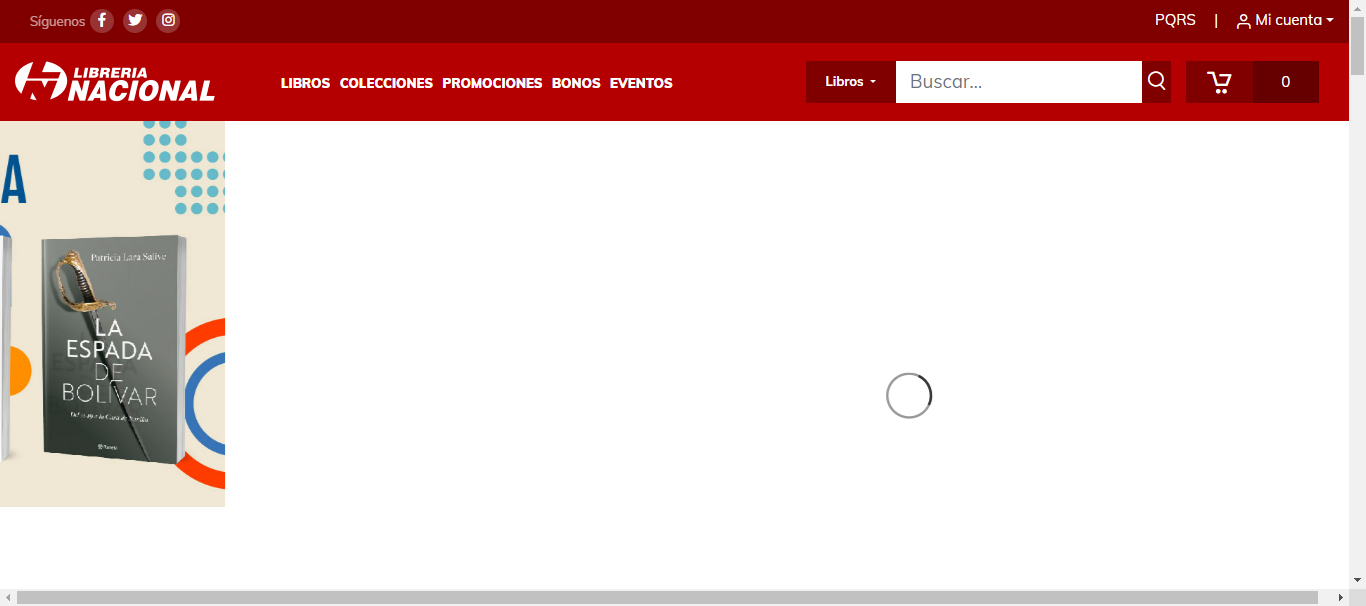 Síguenos
PQRS | Mi cuenta
LIBRERIA
NACIONAL
LIBROS COLECCIONES PROMOCIONES BONOS EVENTOS
Libros
Buscar...
0
A
Patricia Lara Salive
LA
ESPADA
DE
BOLÍVAR